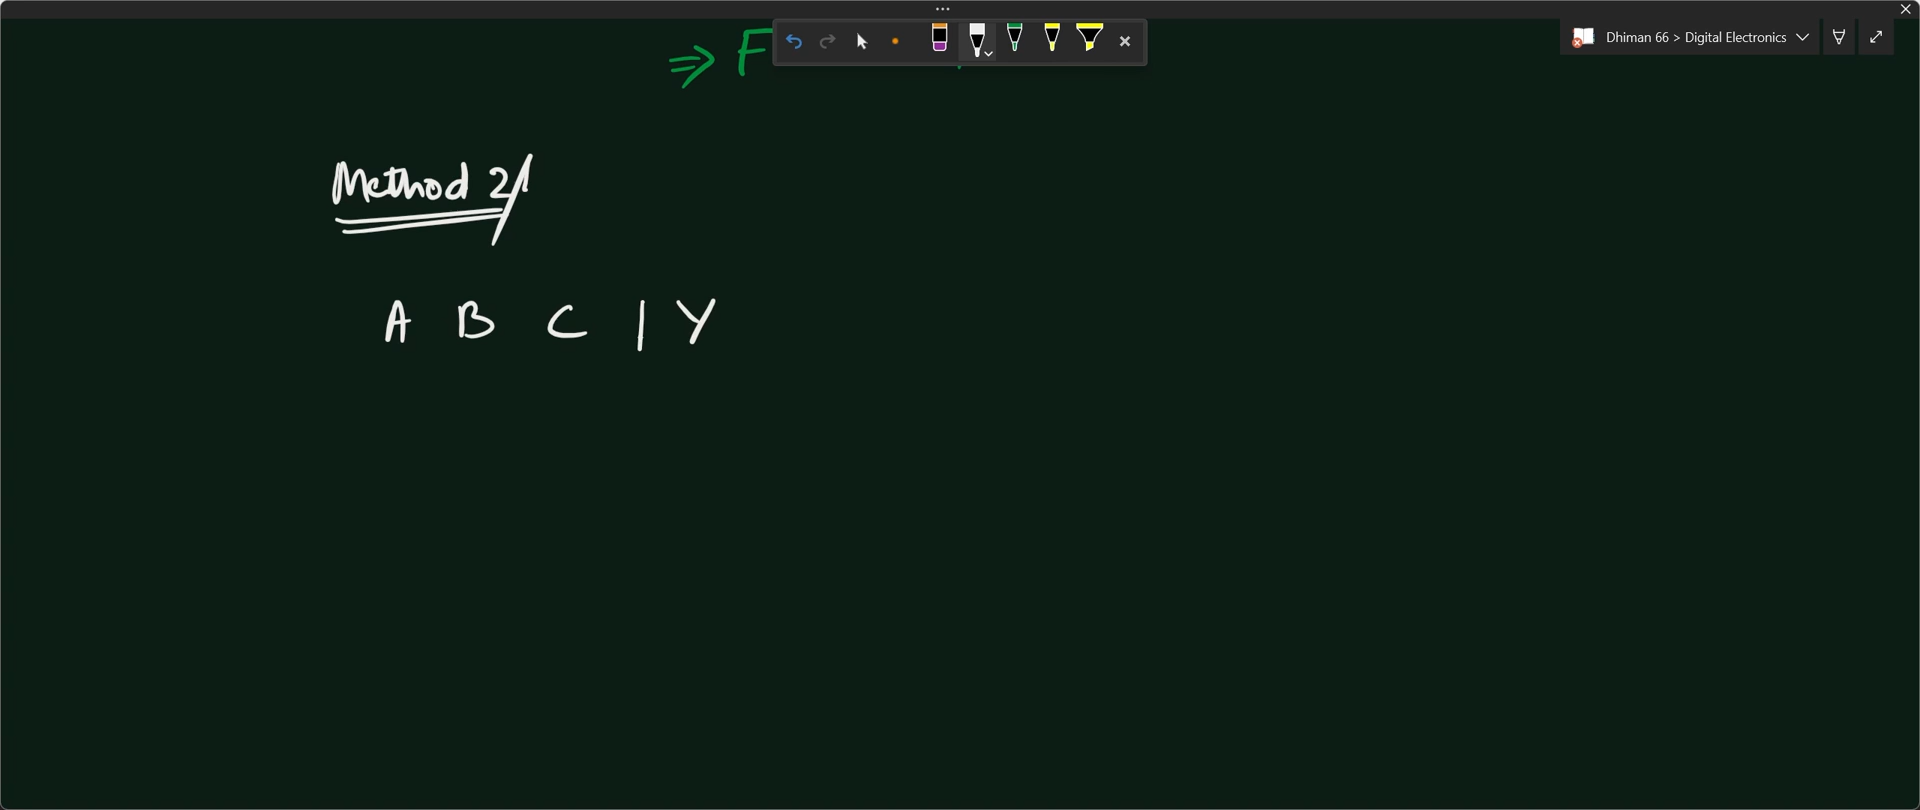 Dhiman 66 > Digital Electronics
⇒ F
Method 2/
A B C | Y